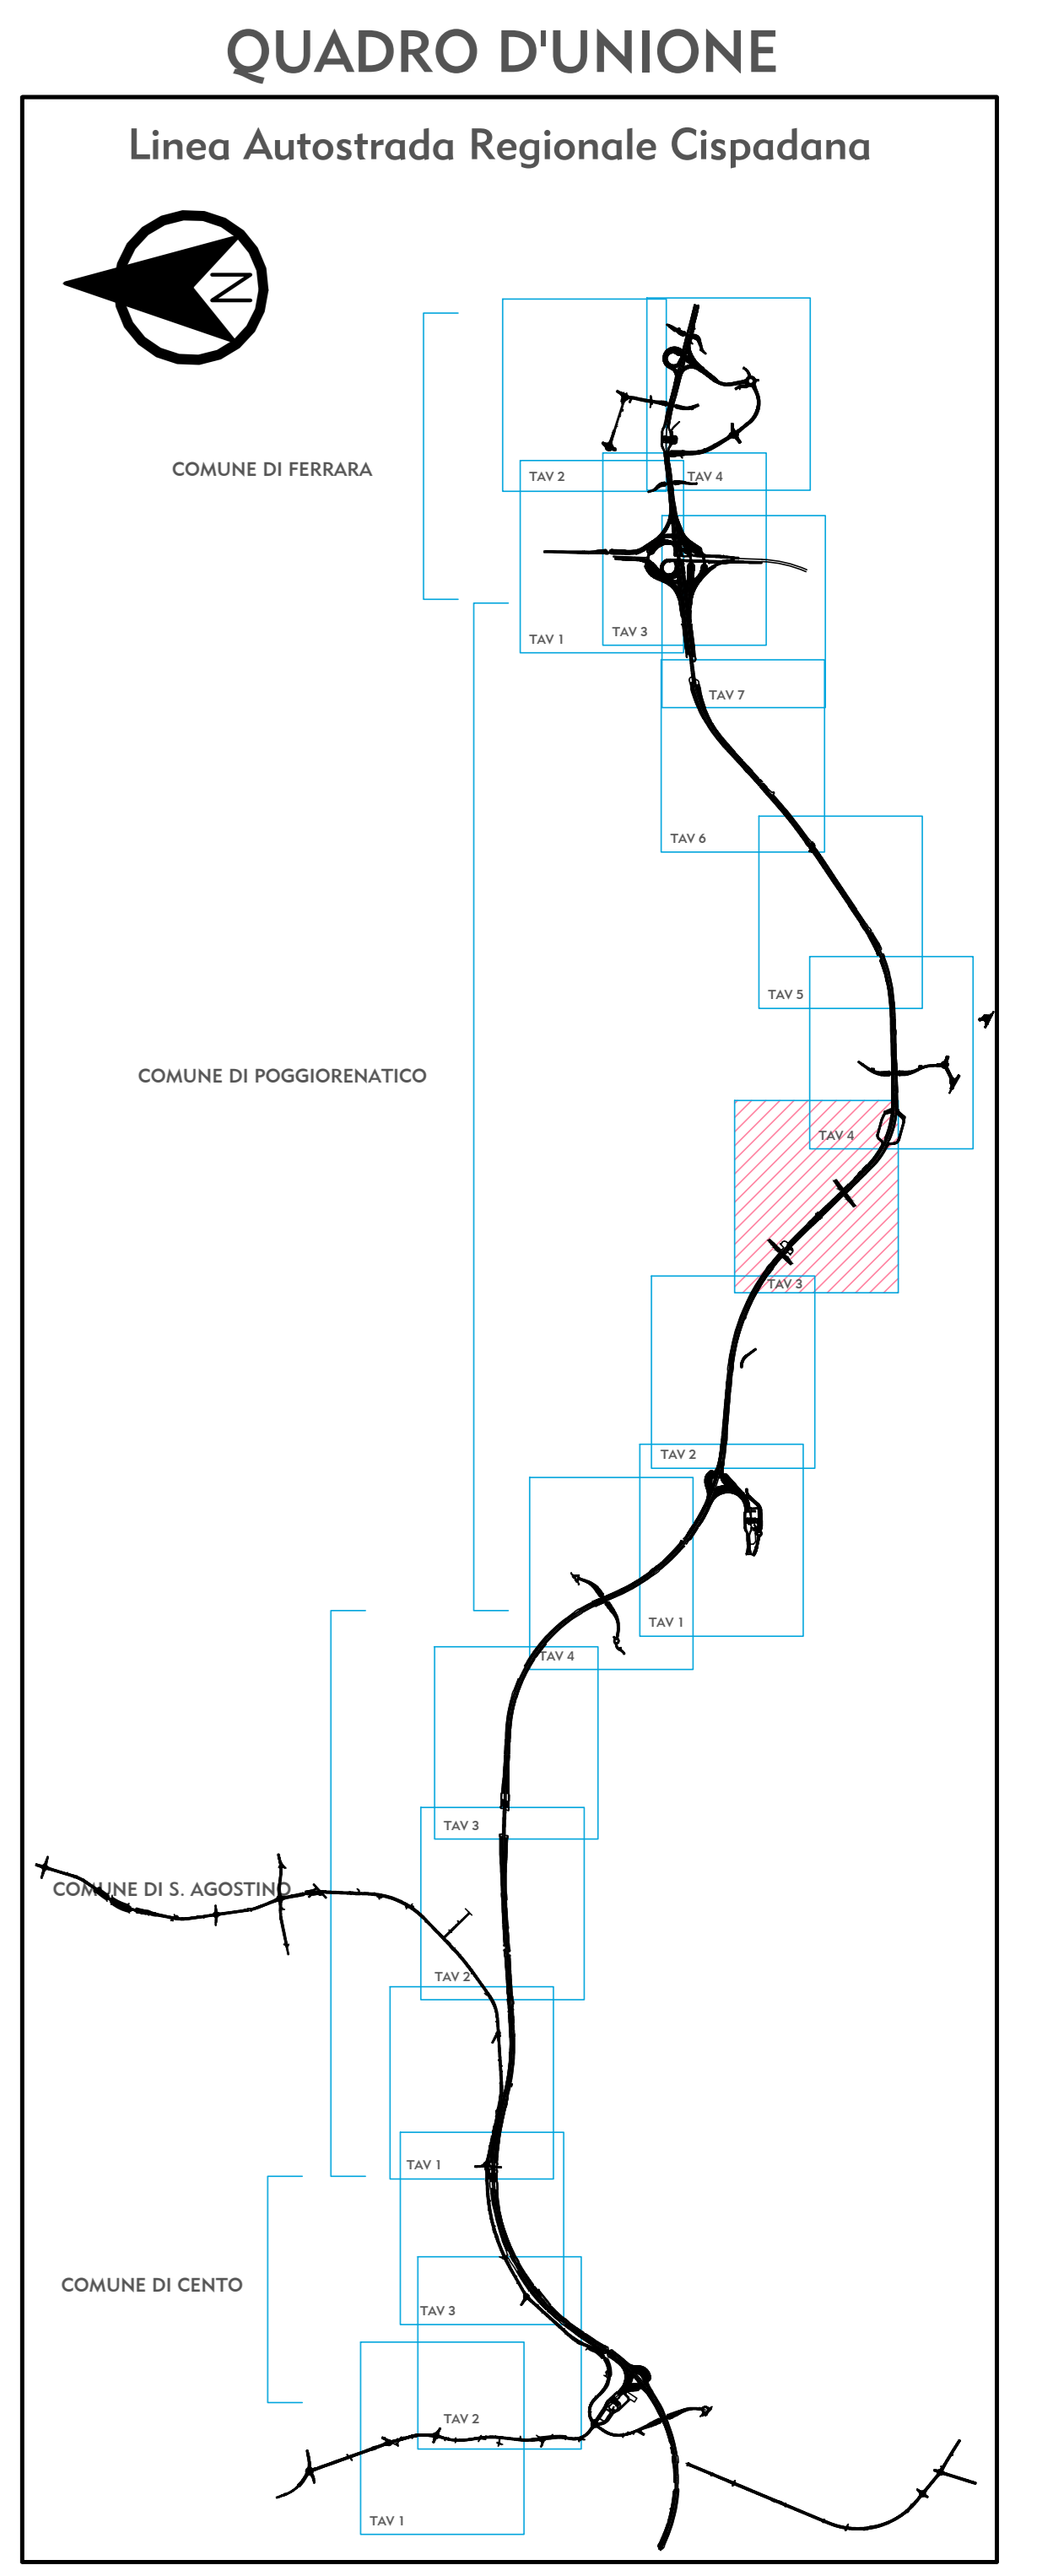 QUADRO D'UNIONE
Linea Autostrada Regionale Cispadana
N
COMUNE DI FERRARA
TAV 2
TAV 4
TAV 1
TAV 3
TAV 7
TAV 6
TAV 5
COMUNE DI POGGIORENATICO
TAV 4
TAV 3
TAV 2
TAV 1
TAV 4
TAV 3
COMUNE DI S. AGOSTINO
TAV 2
TAV 1
COMUNE DI CENTO
TAV 3
TAV 2
TAV 1